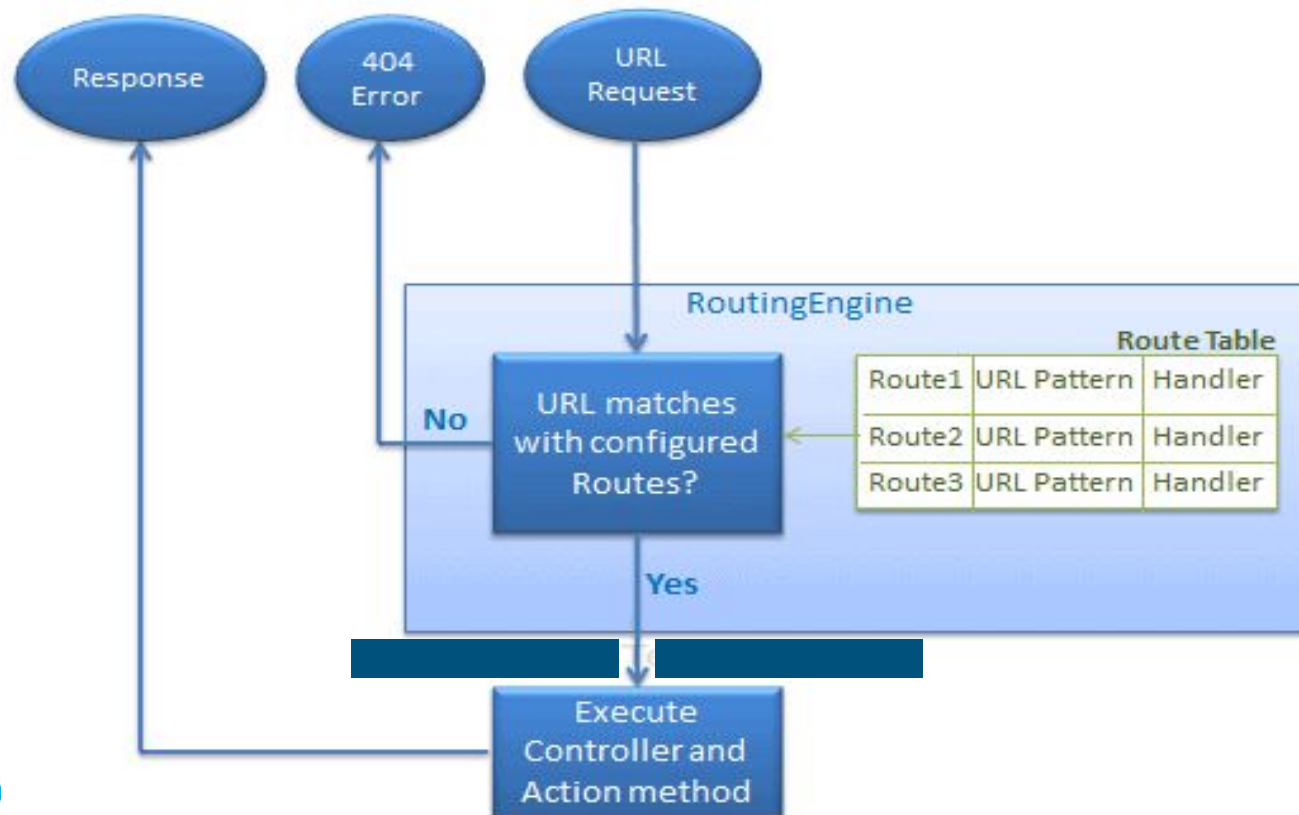 Response
404
Error
URL
Request
RoutingEngine
Route Table
Route1 URL Pattern Handler
Route2 URL Pattern Handler
Route3 URL Pattern Handler
URL matches
with configured
Routes?
No
Yes
Execute
Controller and
Action method